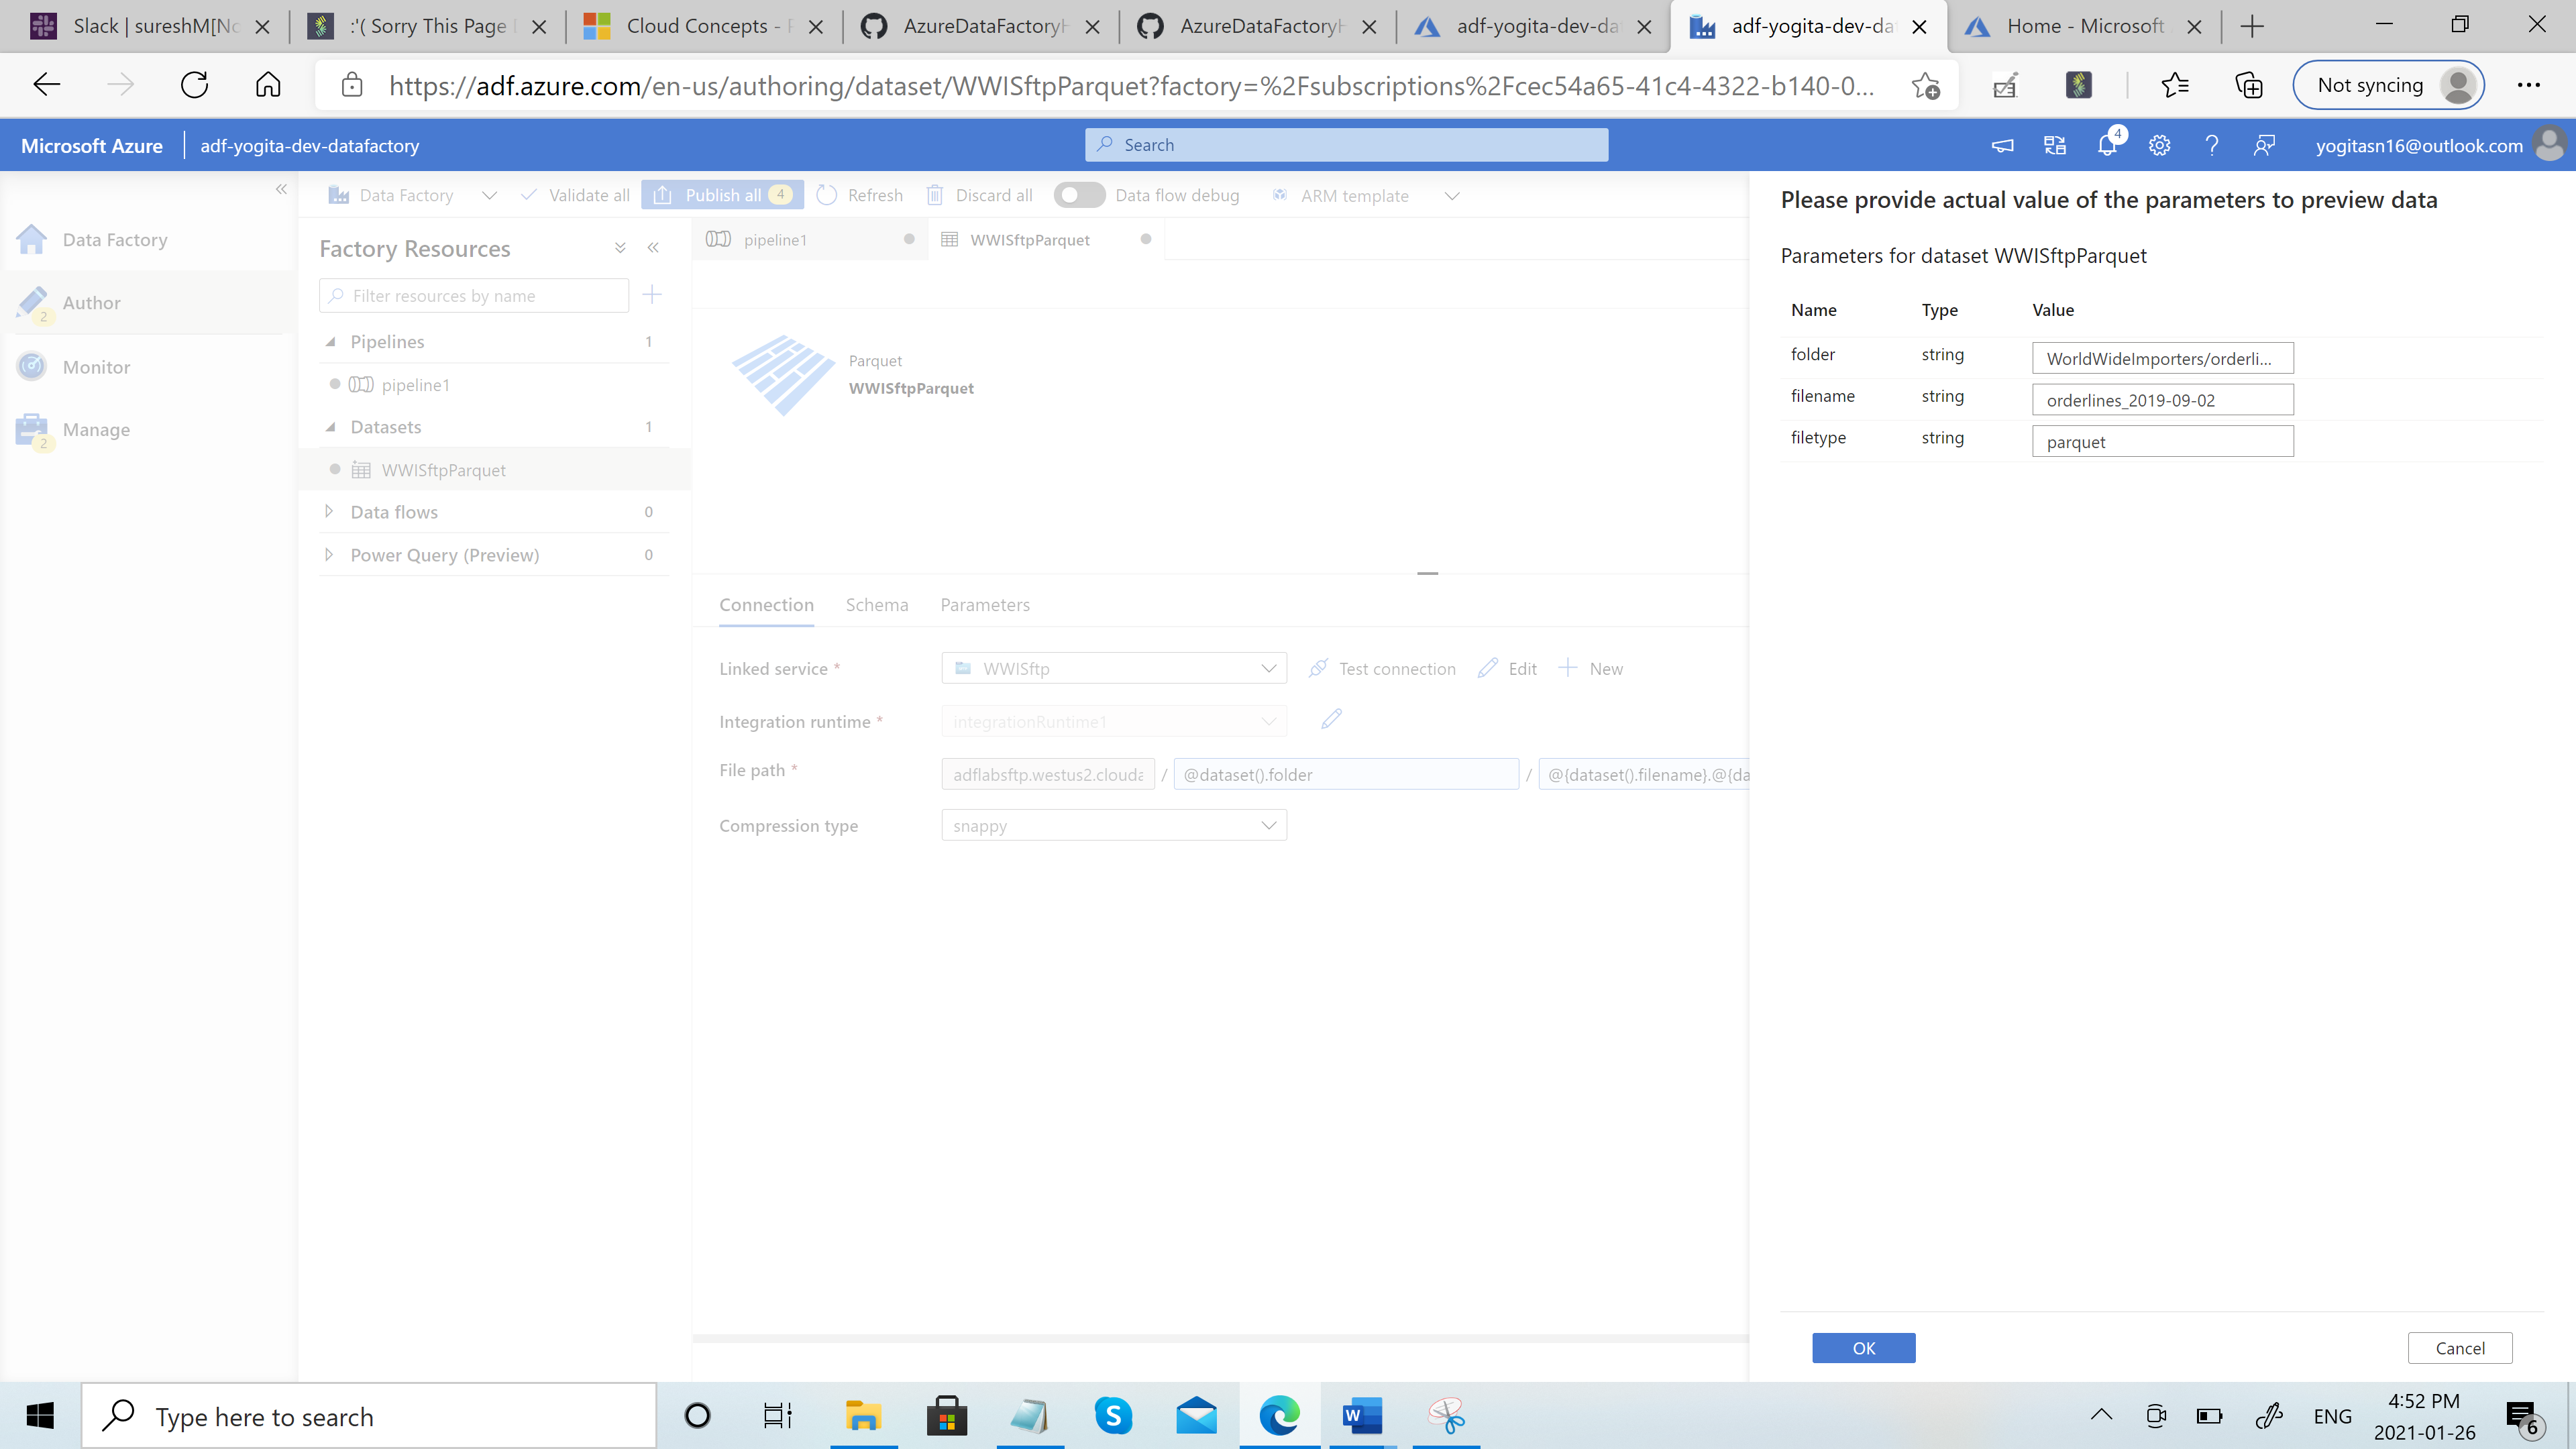 Slack | sureshM[No
:'( Sorry This Page
Cloud Concepts -
AzureDataFactoryH
AzureDataFactoryH
adf-yogita-dev-da
adf-yogita-dev-dat
Home - Microsoft
https://adf.azure.com/en-us/authoring/dataset/WWISftpParquet?factory=%2Fsubscriptions%2Fcec54a65-41c4-4322-b140-0...
Not syncing
Microsoft Azure
adf-yogita-dev-datafactory
Search
4
yogitasn16@outlook.com
Data Factory
Validate all
Publish all 4
Refresh
Discard all
Data flow debug
ARM template
Data Factory
Author
2
Monitor
Manage
2
Factory Resources
Filter resources by name
Pipelines 1
pipeline1
Datasets 1
WWISftpParquet
Data flows 0
Power Query (Preview) 0
pipeline1
WWISftpParquet
Parquet
WWISftpParquet
Connection
Schema
Parameters
Linked service *
WWISftp
Test connection
Edit
New
Integration runtime *
integrationRuntime1
File path *
adflabsftp.westus2.clouda
/
@dataset().folder
/
@{dataset().filename}.@{da
Compression type
snappy
Please provide actual value of the parameters to preview data
Parameters for dataset WWISftpParquet
Name Type Value
folder string WorldWideImporters/orderli...
filename string orderlines_2019-09-02
filetype string parquet
OK
Cancel
Type here to search
ENG
4:52 PM
2021-01-26
6